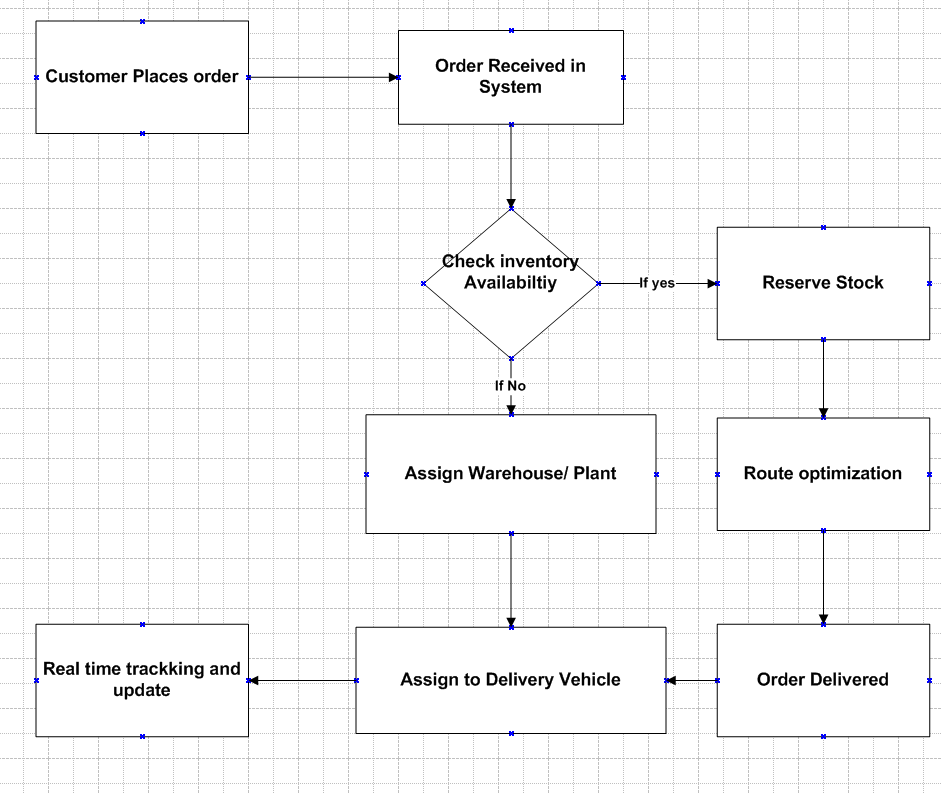 Customer Places order
Order Received in
System
Check inventory
Availabiltiy
If yes
Reserve Stock
If No
Assign Warehouse/ Plant
Route optimization
Real time trackking and
update
Assign to Delivery Vehicle
Order Delivered